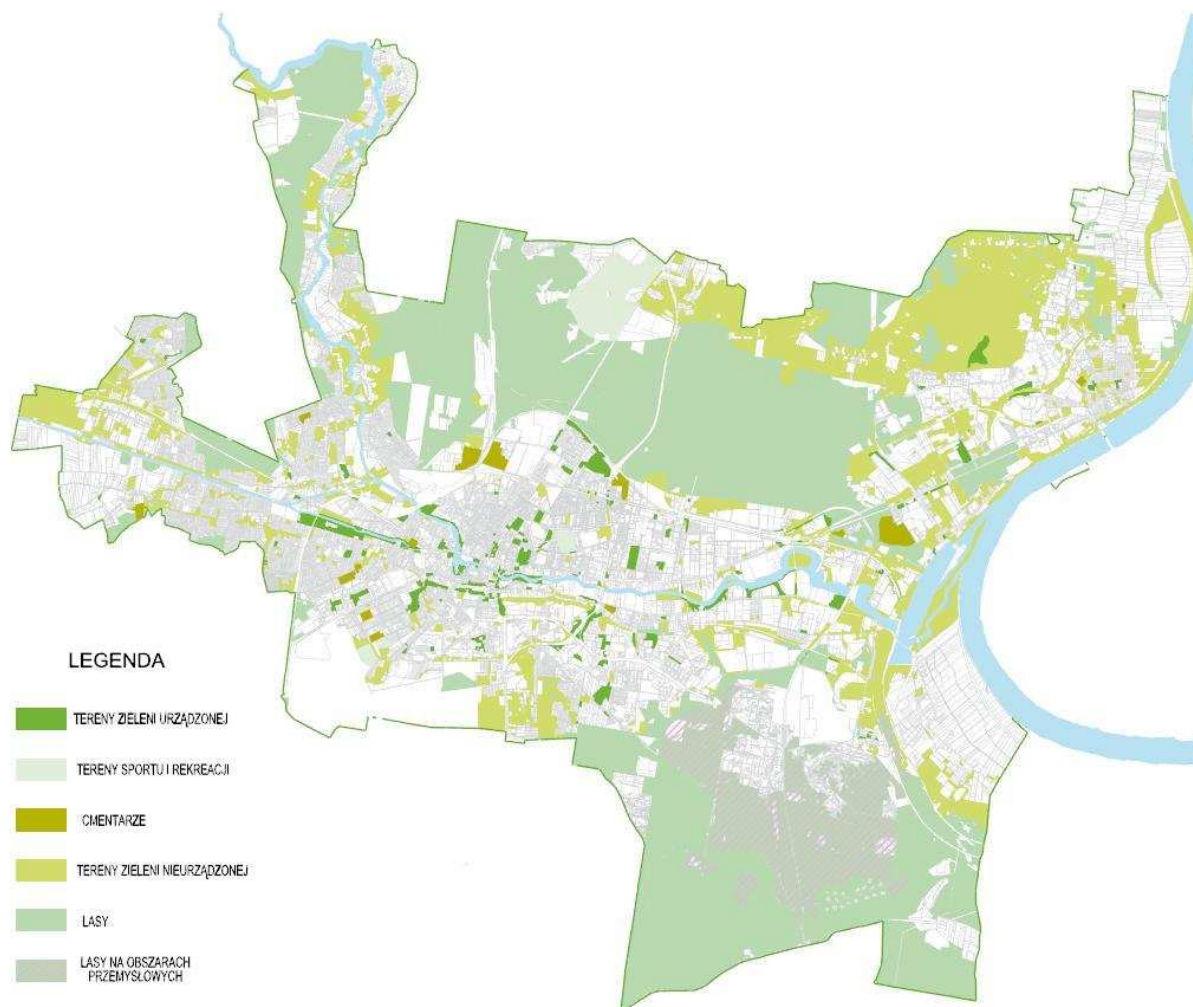 LEGENDA
TERENY ZIELENI URZĄDZONEJ
TERENY SPORTU I REKREACJI
CMENTARZE
TERENY ZIELENI NIEURZĄDZONEJ
LASY
LASY NA OBSZARACH
PRZEMYSŁOWYCH